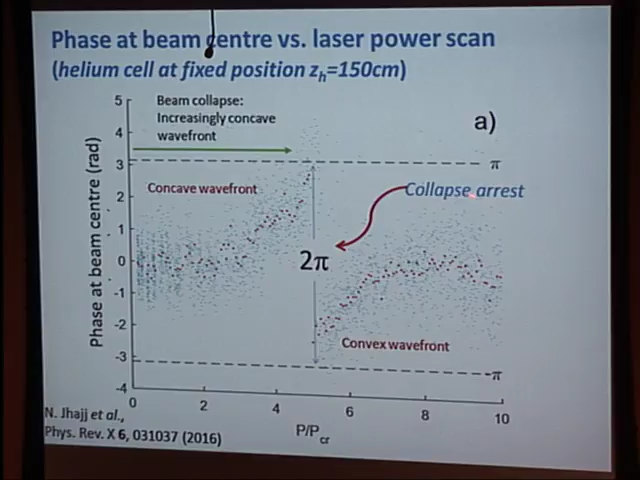 Phase at beam centre vs. laser power scan
(helium cell at fixed position zh=150cm)
Beam collapse:
Increasingly concave
wavefront
a)
π
Concave wavefront
Collapse arrest
2π
Convex wavefront
-π
Phase at beam centre (rad)
5
4
3
2
1
0
-1
-2
-3
-4
0
2
4
6
8
10
P/Pcr
N. Jhajj et al.,
Phys. Rev. X 6, 031037 (2016)